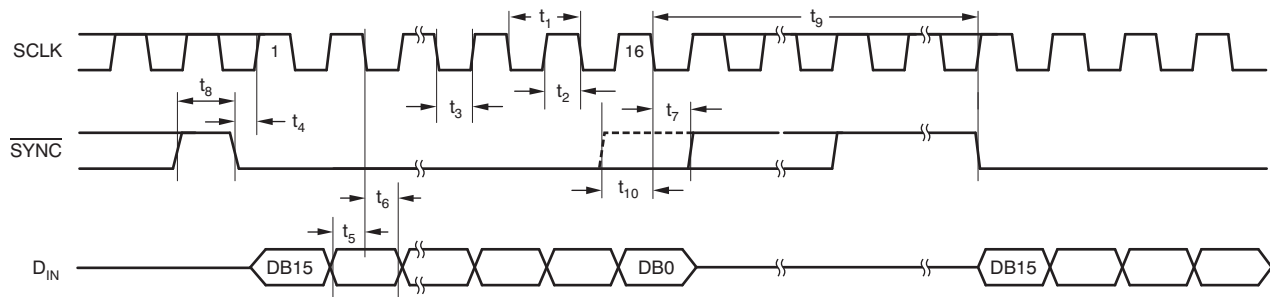 t1 t9
SCLK 1 16
t8 t3 t2 t7
t4
SYNC
t10
t6
t5
DIN DB15 DB0 DB15